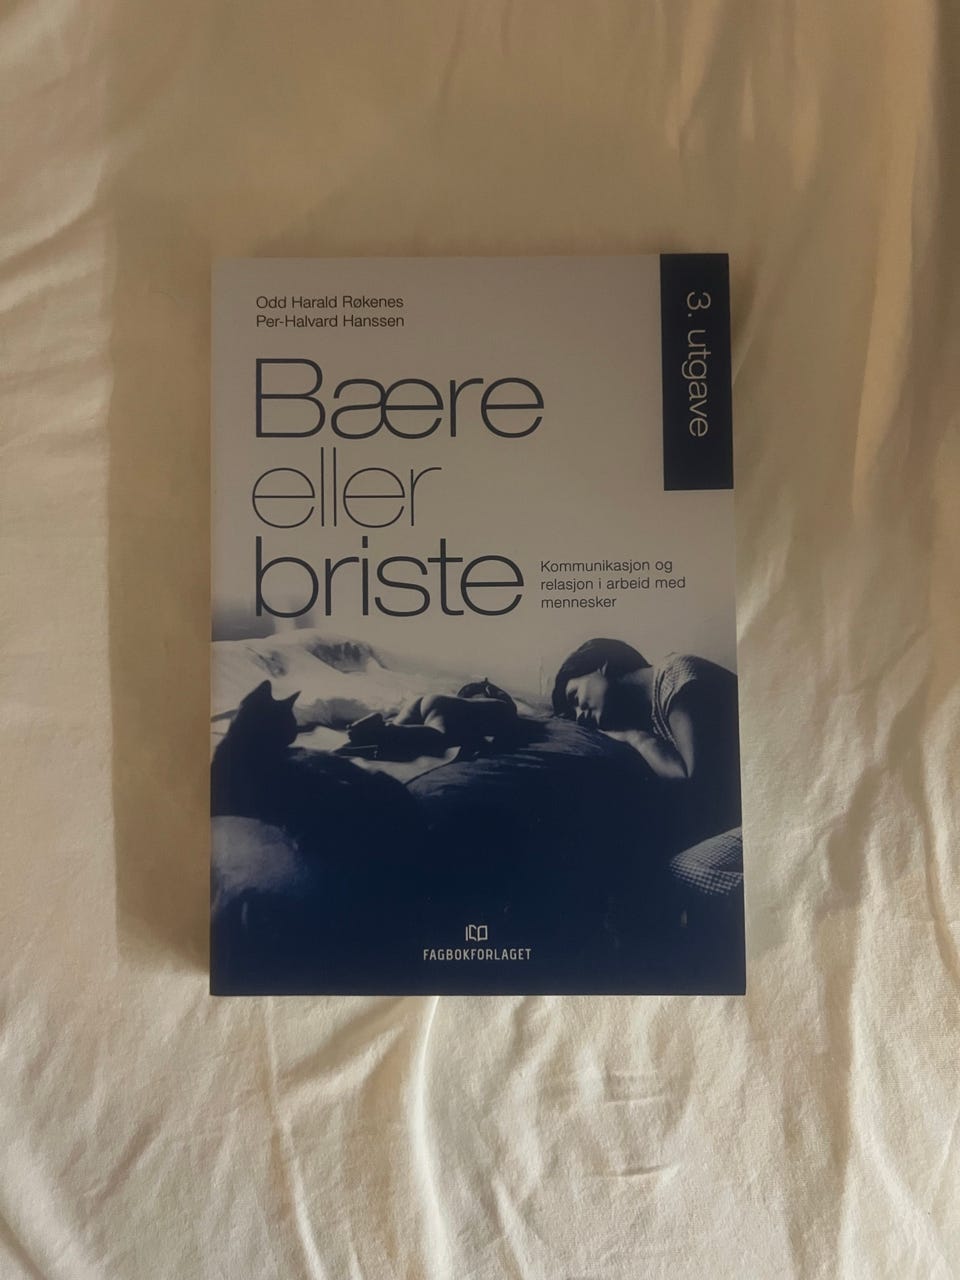 Odd Harald Røkenes
Per-Halvard Hanssen
3. utgave
Bære
eller
briste
Kommunikasjon og
relasjon i arbeid med
mennesker
FAGBOKFORLAGET